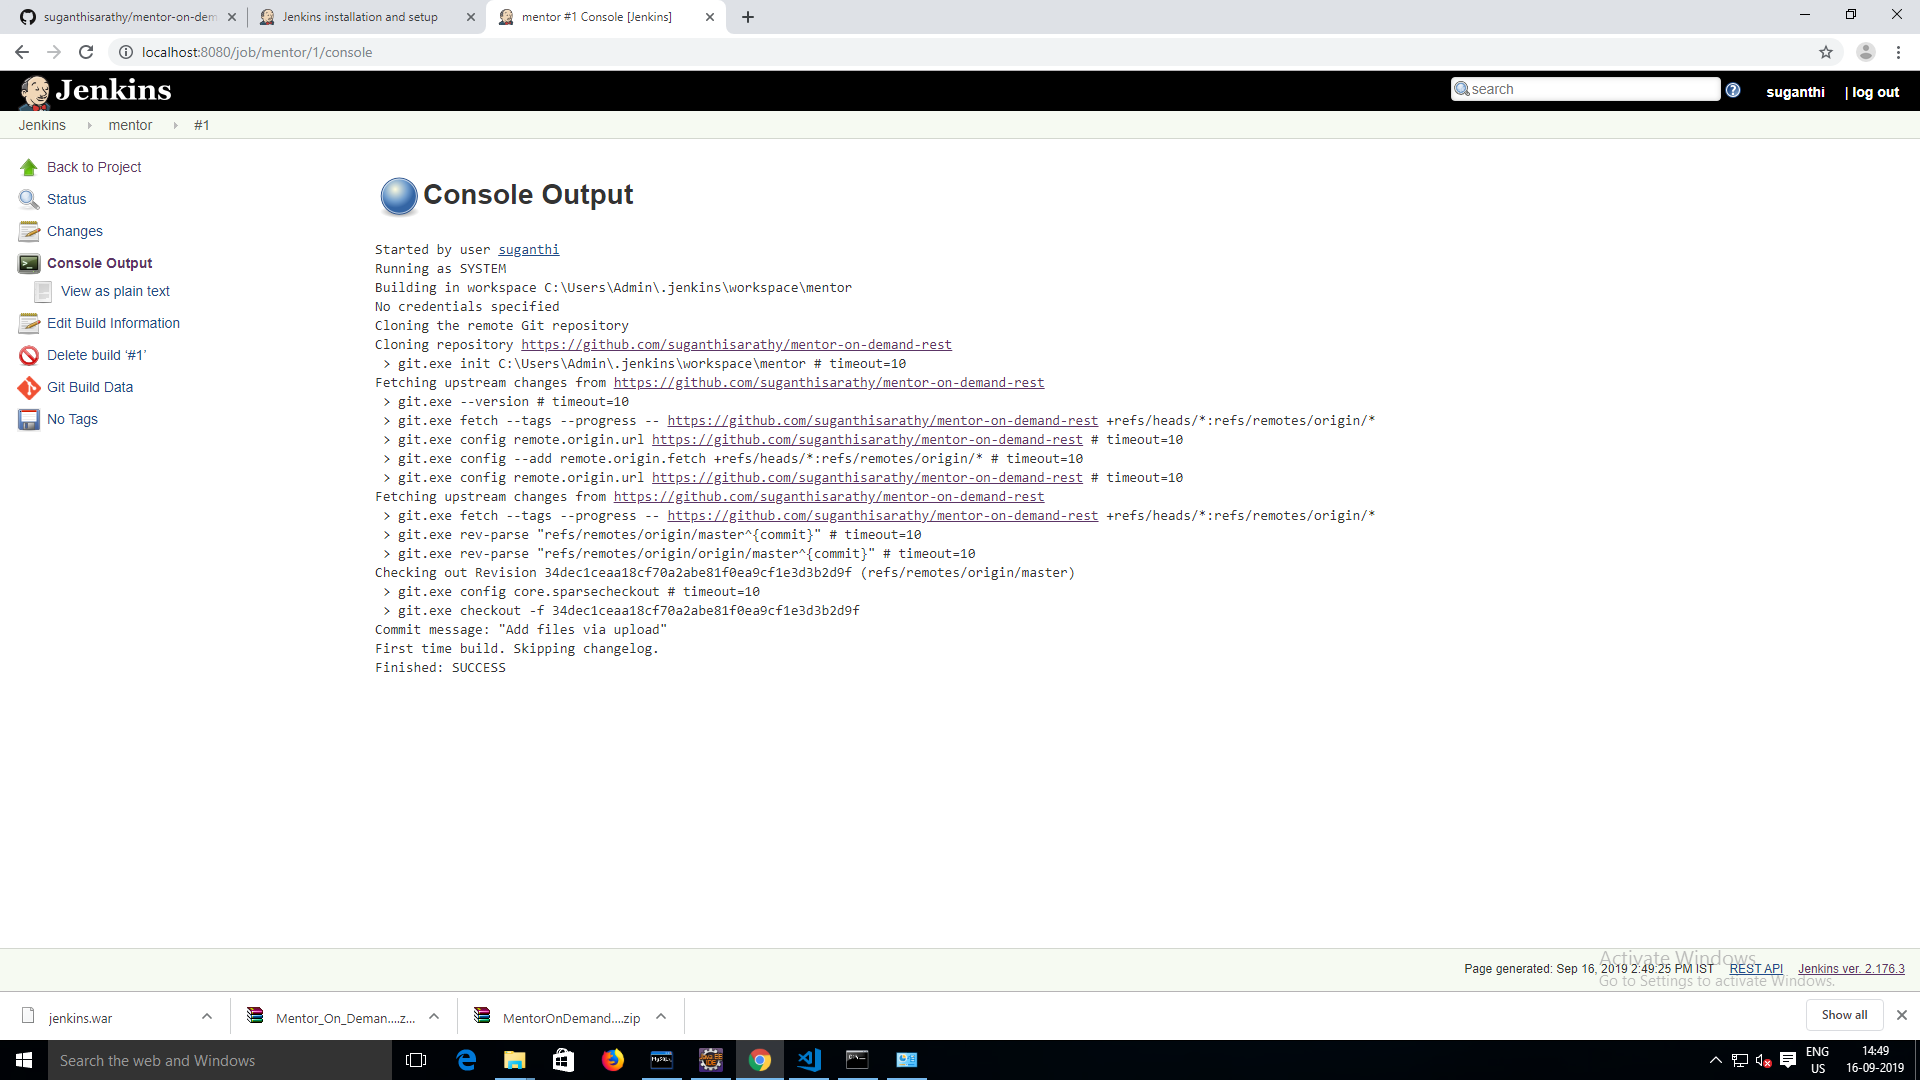 suganthisarathy/mentor-on-dem
Jenkins installation and setup
mentor #1 Console [Jenkins]
localhost:8080/job/mentor/1/console
Jenkins
search
suganthi
| log out
Jenkins
mentor
#1
Back to Project
Status
Changes
Console Output
View as plain text
Edit Build Information
Delete build ‘#1’
Git Build Data
No Tags
Console Output
Started by user suganthi
Running as SYSTEM
Building in workspace C:\Users\Admin\.jenkins\workspace\mentor
No credentials specified
Cloning the remote Git repository
Cloning repository https://github.com/suganthisarathy/mentor-on-demand-rest
> git.exe init C:\Users\Admin\.jenkins\workspace\mentor # timeout=10
Fetching upstream changes from https://github.com/suganthisarathy/mentor-on-demand-rest
> git.exe --version # timeout=10
> git.exe fetch --tags --progress -- https://github.com/suganthisarathy/mentor-on-demand-rest +refs/heads/*:refs/remotes/origin/*
> git.exe config remote.origin.url https://github.com/suganthisarathy/mentor-on-demand-rest # timeout=10
> git.exe config --add remote.origin.fetch +refs/heads/*:refs/remotes/origin/* # timeout=10
> git.exe config remote.origin.url https://github.com/suganthisarathy/mentor-on-demand-rest # timeout=10
Fetching upstream changes from https://github.com/suganthisarathy/mentor-on-demand-rest
> git.exe fetch --tags --progress -- https://github.com/suganthisarathy/mentor-on-demand-rest +refs/heads/*:refs/remotes/origin/*
> git.exe rev-parse "refs/remotes/origin/master^{commit}" # timeout=10
> git.exe rev-parse "refs/remotes/origin/origin/master^{commit}" # timeout=10
Checking out Revision 34dec1ceaa18cf70a2abe81f0ea9cf1e3d3b2d9f (refs/remotes/origin/master)
> git.exe config core.sparsecheckout # timeout=10
> git.exe checkout -f 34dec1ceaa18cf70a2abe81f0ea9cf1e3d3b2d9f
Commit message: "Add files via upload"
First time build. Skipping changelog.
Finished: SUCCESS
Activate Windows
Page generated: Sep 16, 2019 2:49:25 PM IST
REST API
Jenkins ver. 2.176.3
Go to Settings to activate Windows.
jenkins.war
Mentor_On_Deman....z...
MentorOnDemand....zip
Show all
Search the web and Windows
ENG
US
14:49
16-09-2019